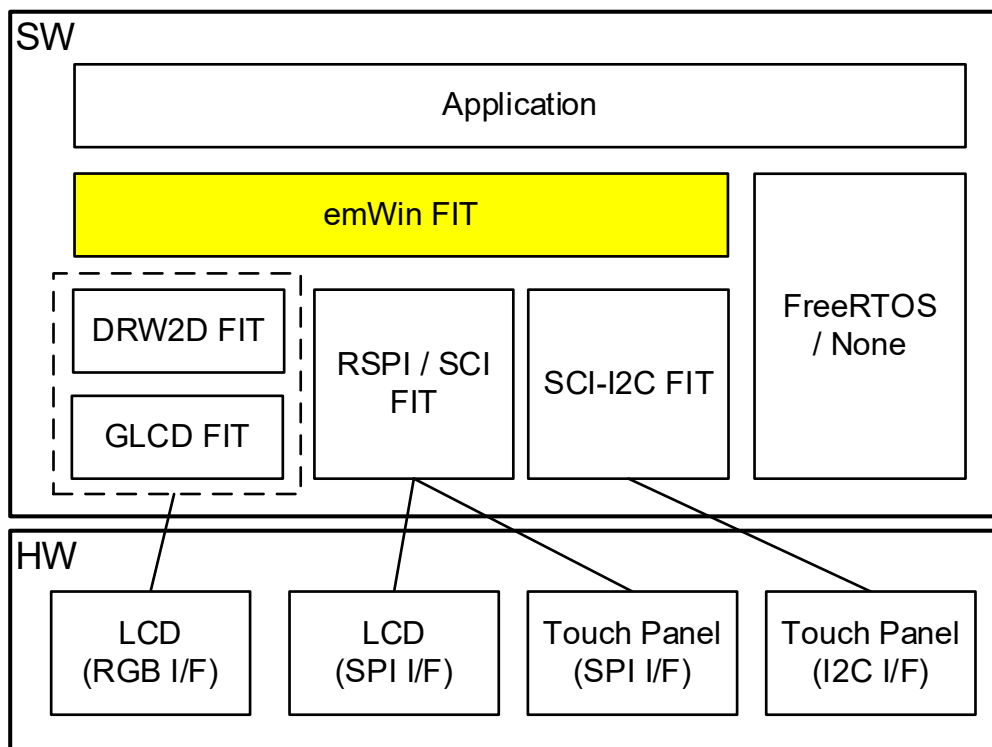 SW
Application
emWin FIT
FreeRTOS
/ None
DRW2D FIT
GLCD FIT
RSPI / SCI
FIT
SCI-I2C FIT
HW
LCD
(RGB I/F)
LCD
(SPI I/F)
Touch Panel
(SPI I/F)
Touch Panel
(I2C I/F)